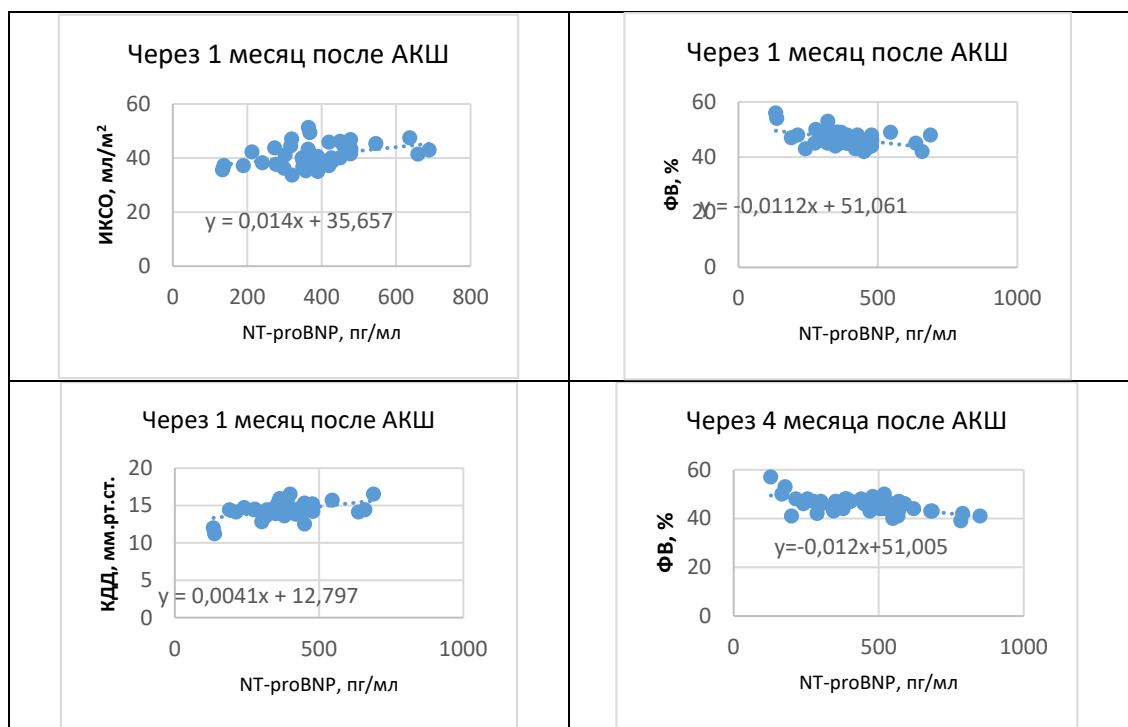 Через 1 месяц после АКШ
ИКСО, мл/м²
60
40
20
0
y = 0,014x + 35,657
0 200 400 600 800
NT-proBNP, пг/мл
Через 1 месяц после АКШ
ФВ, %
60
40
20
0
y = -0,0112x + 51,061
0 500 1000
NT-proBNP, пг/мл
Через 1 месяц после АКШ
КДД, мм.рт.ст.
20
15
10
5
0
y = 0,0041x + 12,797
0 500 1000
NT-proBNP, пг/мл
Через 4 месяца после АКШ
ФВ, %
60
40
20
0
y=-0,012x+51,005
0 500 1000
NT-proBNP, пг/мл